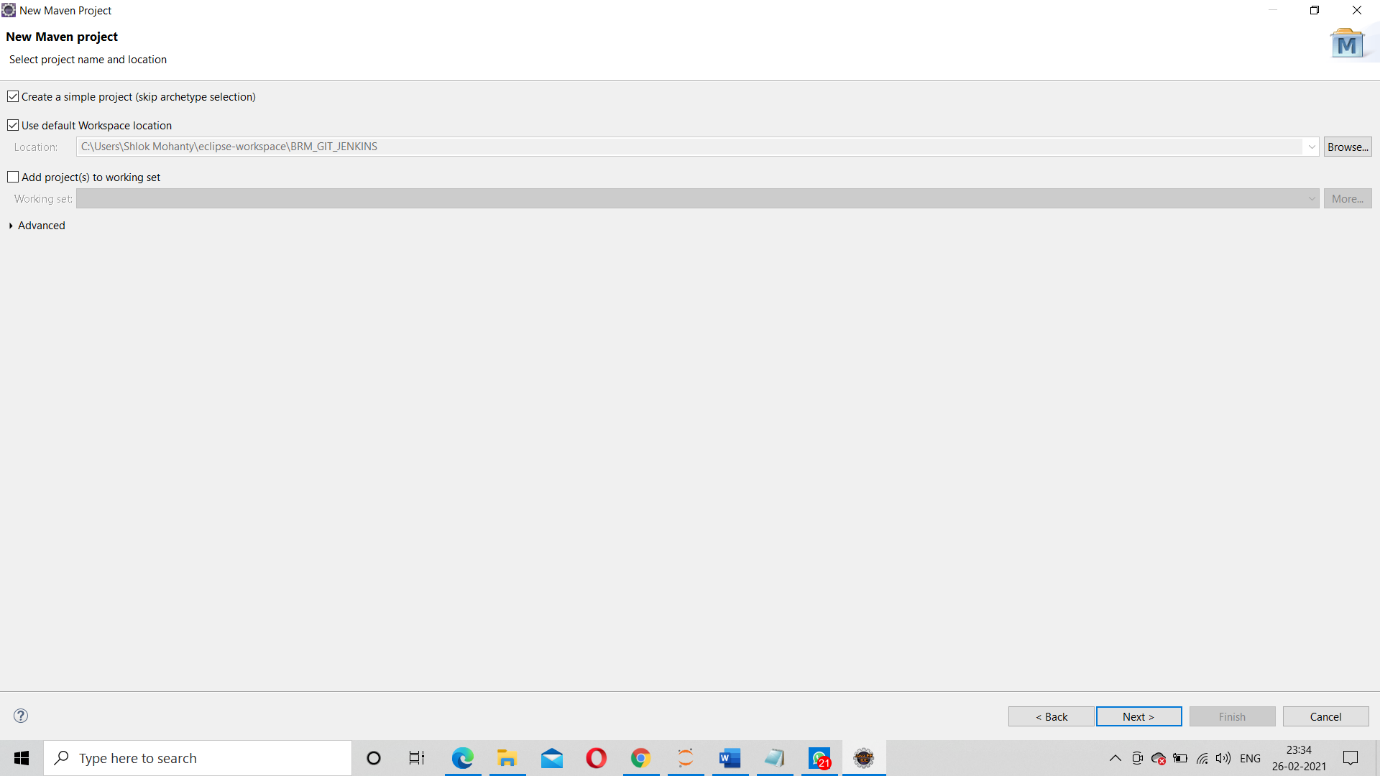 New Maven Project
New Maven project
Select project name and location
M
Create a simple project (skip archetype selection)
Use default Workspace location
Location: C:\Users\Shlok Mohanty\eclipse-workspace\BRM_GIT_JENKINS Browse...
Add project(s) to working set
Working set: More...
Advanced
? < Back Next > Finish Cancel
Type here to search 21 ENG 23:34
26-02-2021